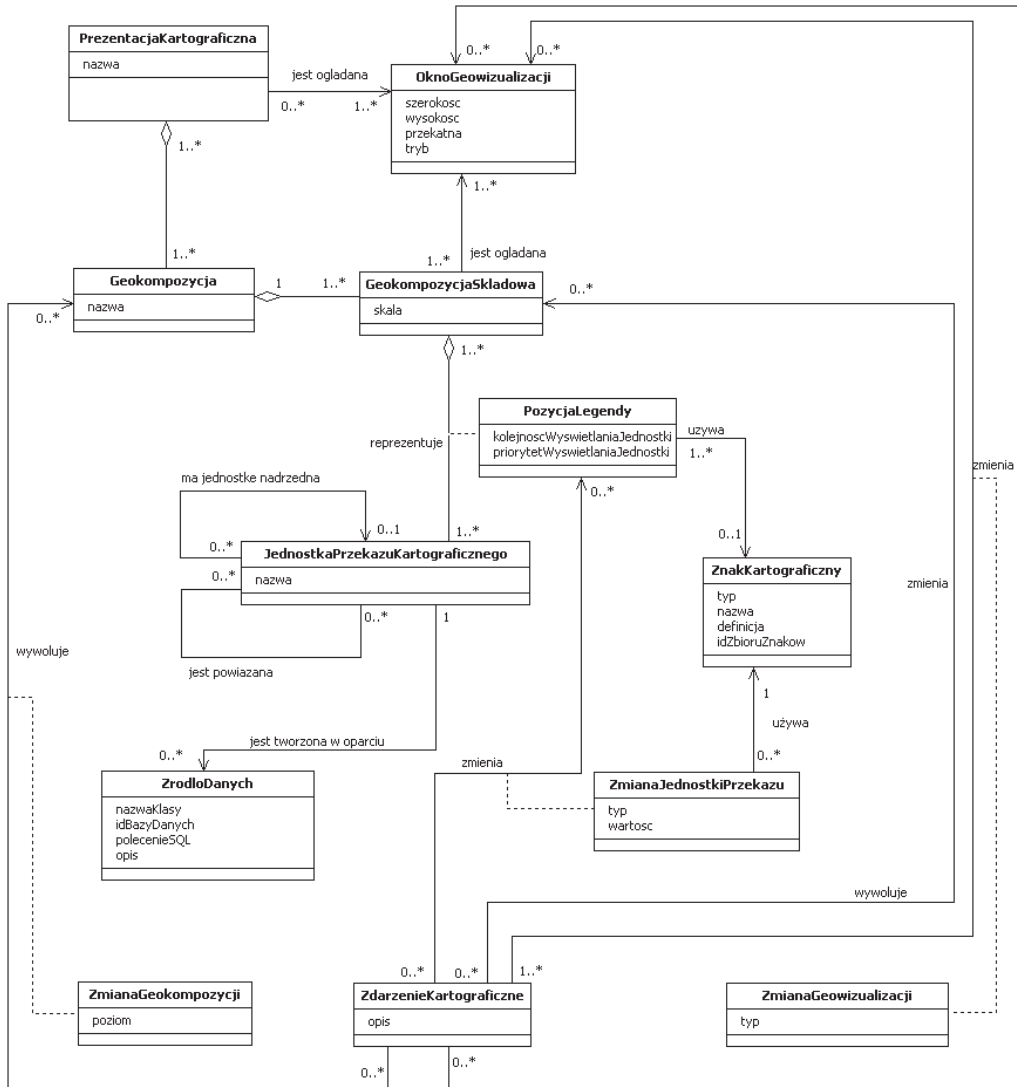 PrezentacjaKartograficzna
nazwa
0..*
0..*
jest ogladana
0..*
1..*
OknoGeowizualizacji
szerokosc
wysokosc
przekatna
tryb
1..*
1..*
1..*
jest ogladana
1..*
Geokompozycja
nazwa
0..*
1
1..*
GeokompozycjaSkladowa
skala
0..*
1..*
reprezentuje
PozycjaLegendy
kolejnoscWyswietlaniaJednostki
priorytetWyswietlaniaJednostki
uzywa
1..*
0..*
zmienia
ma jednostke nadrzedna
0..1
0..*
1..*
JednostkaPrzekazuKartograficznego
nazwa
0..*
0..*
1
jest powiazana
0..1
ZnakKartograficzny
typ
nazwa
definicja
idZbioruZnakow
zmienia
wywoluje
1
używa
0..*
jest tworzona w oparciu
0..*
ZrodloDanych
nazwaKlasy
idBazyDanych
polecenieSQL
opis
zmienia
ZmianaJednostkiPrzekazu
typ
wartosc
wywoluje
0..*
0..*
1..*
ZmianaGeokompozycji
poziom
ZdarzenieKartograficzne
opis
ZmianaGeowizualizacji
typ
0..*
0..*